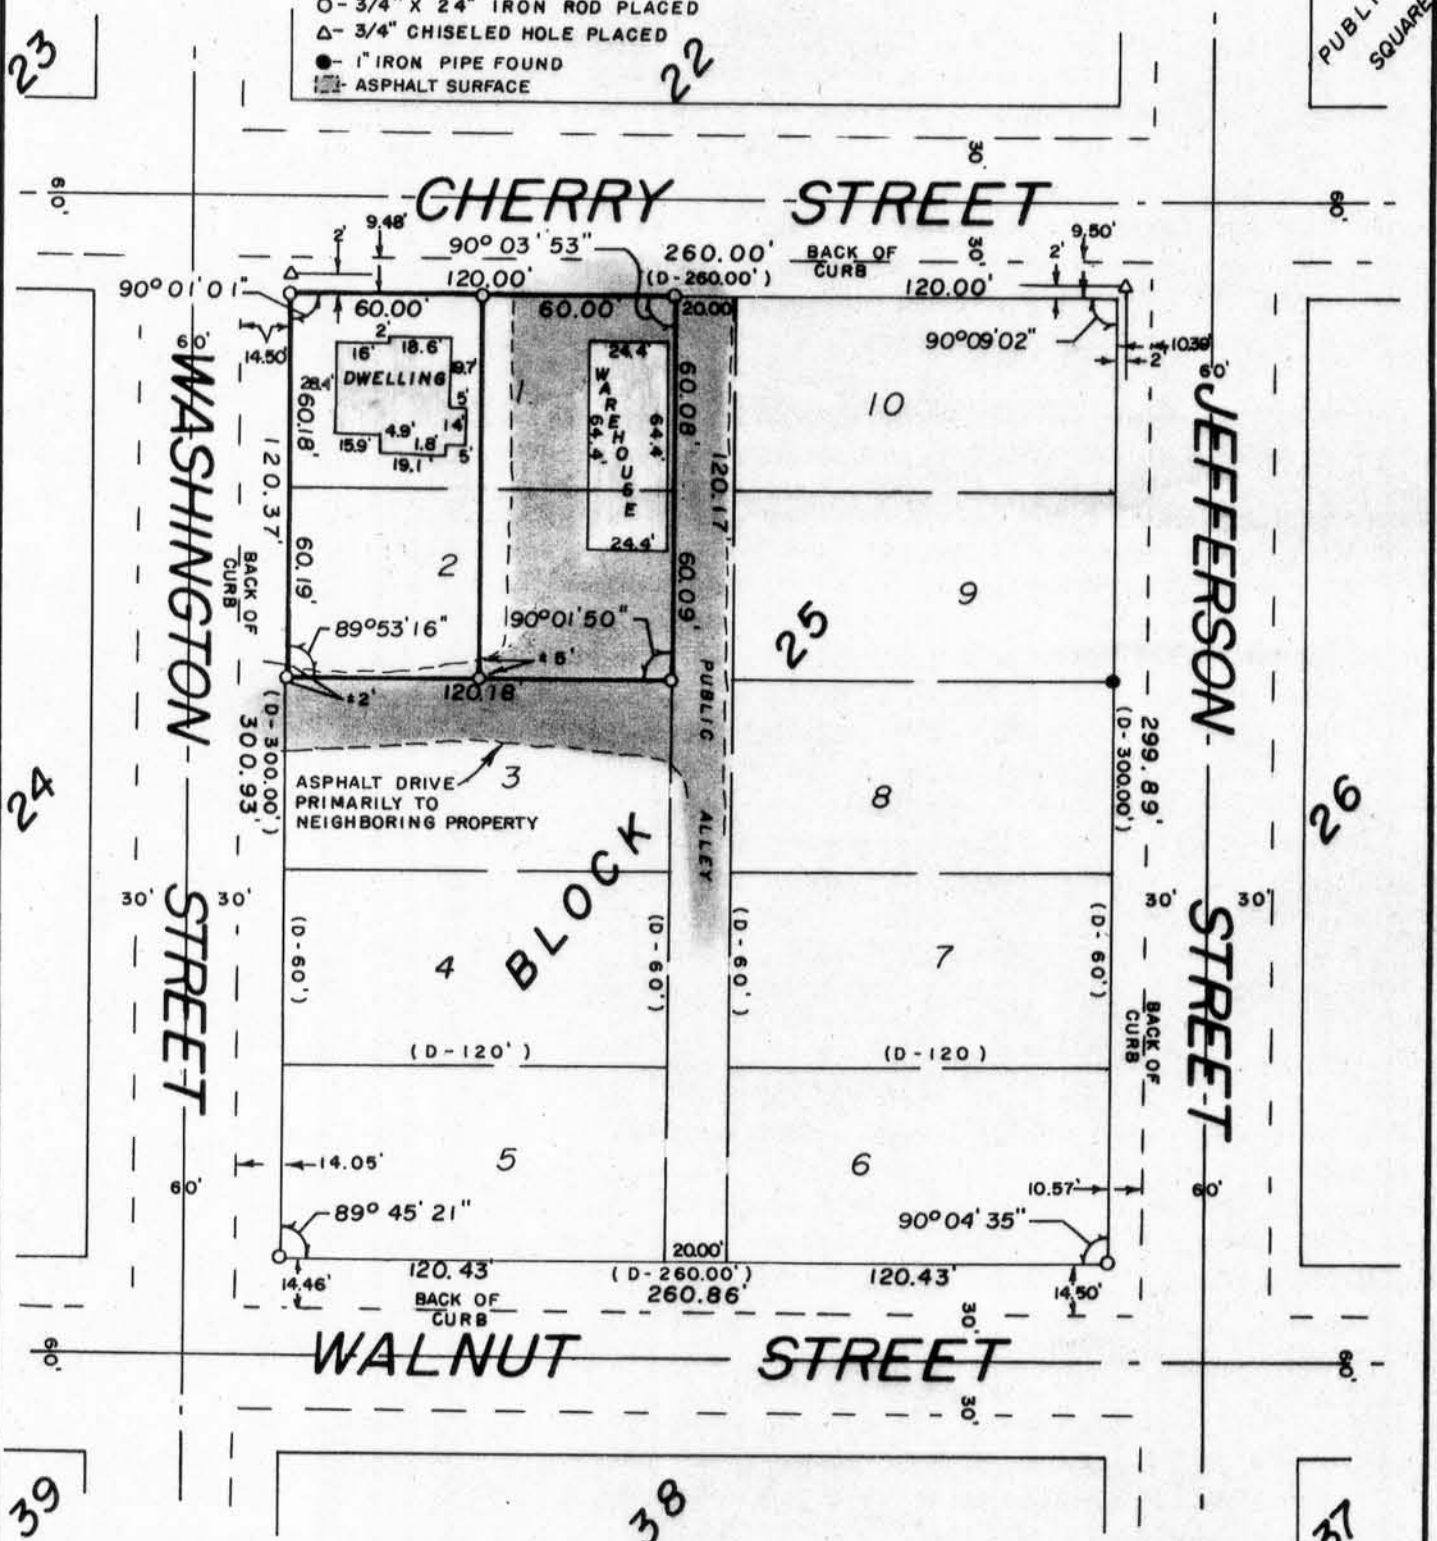 O- 3/4" X 24" IRON ROD PLACED
△- 3/4" CHISELED HOLE PLACED
●- 1" IRON PIPE FOUND
- ASPHALT SURFACE
23
22
PUBLI
SQUARE
30'
60'
CHERRY STREET
60'
2'
9.48'
90° 03' 53"
260.00'
(D-260.00')
BACK OF
CURB
30'
2'
9.50'
90° 01' 01"
120.00'
120.00'
60.00'
60.00'
20.00'
90°09'02"
10.39'
2'
60'
14.50'
60'
2'
16'
18.6'
DWELLING
28.4'
15.9'
4.9'
1.8'
19.1'
14'
5'
24.4'
WAREHOUSE
64.4'
64.4'
24.4'
1
60.08'
60.18'
120.37'
120.17'
10
WASHINGTON STREET
JEFFERSON STREET
2
60.19'
60.09'
9
BACK OF
CURB
89°53'16"
90°01'50"
±5'
±2'
120.18'
25
BLOCK
PUBLIC ALLEY
(D-300.00')
300.93'
3
ASPHALT DRIVE
PRIMARILY TO
NEIGHBORING PROPERTY
8
(D-300.00')
299.89'
24
26
30'
30'
30'
30'
(D-60')
(D-60')
(D-60')
(D-60')
4
7
(D-120')
(D-120)
BACK OF
CURB
5
6
14.05'
60'
10.57'
60'
89° 45' 21"
90° 04' 35"
20.00'
120.43'
(D-260.00')
120.43'
14.46'
260.86'
14.50'
BACK OF
CURB
30'
60'
WALNUT STREET
60'
30'
39
38
37